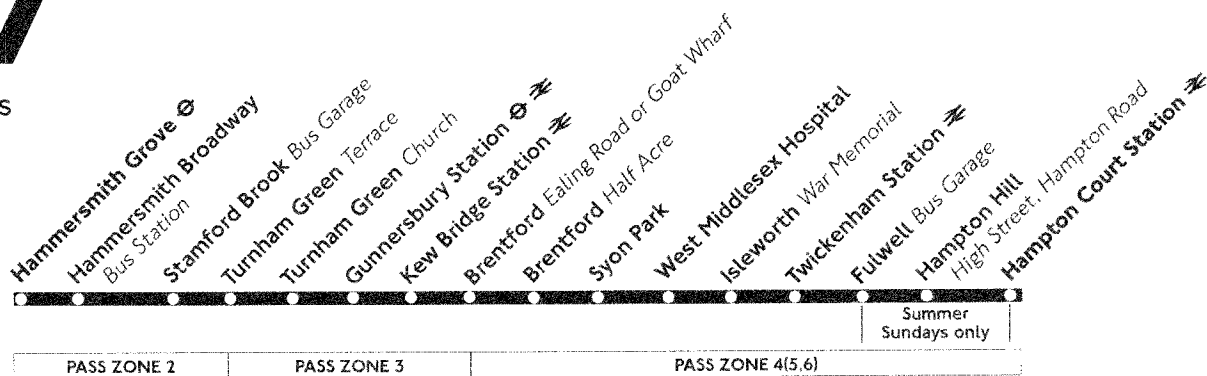 s
Hammersmith Grove
Hammersmith Broadway
Bus Station
Stamford Brook Bus Garage
Turnham Green Terrace
Turnham Green Church
Gunnersbury Station
Kew Bridge Station
Brentford Ealing Road or Goat Wharf
Brentford Half Acre
Syon Park
West Middlesex Hospital
Isleworth War Memorial
Twickenham Station
Fulwell Bus Garage
Hampton Hill
High Street, Hampton Road
Hampton Court Station
Summer
Sundays only
PASS ZONE 2
PASS ZONE 3
PASS ZONE 4(5,6)